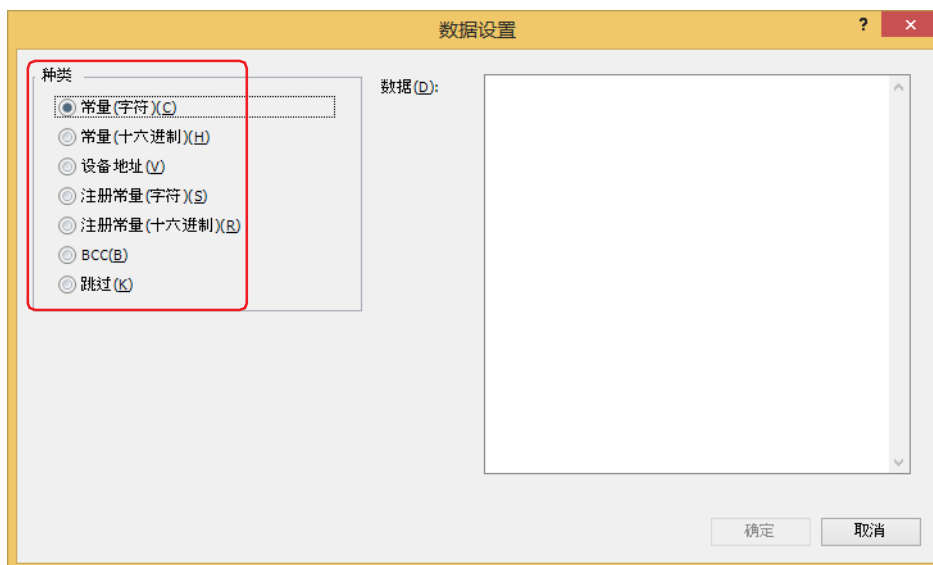 数据设置
? ×
种类
常量(字符)(C)
常量(十六进制)(H)
设备地址(V)
注册常量(字符)(S)
注册常量(十六进制)(R)
BCC(B)
跳过(K)
数据(D):
确定
取消